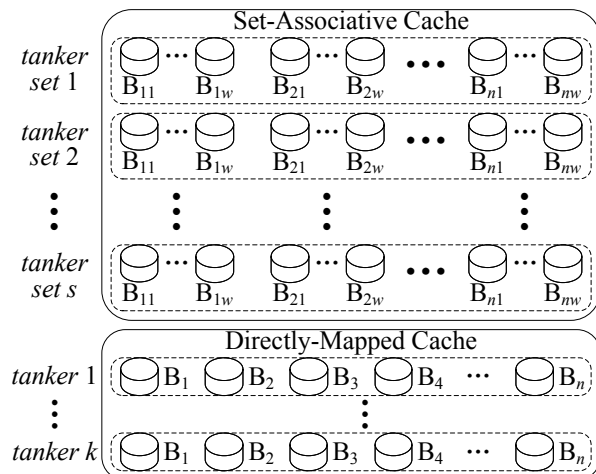 Set-Associative Cache
tanker set 1 ... ... ••• ...
B11 B1w B21 B2w Bn1 Bnw
tanker set 2 ... ... ••• ...
B11 B1w B21 B2w Bn1 Bnw
tanker set s ... ... ••• ...
B11 B1w B21 B2w Bn1 Bnw
Directly-Mapped Cache
tanker 1 B1 B2 B3 B4 ... Bn
tanker k B1 B2 B3 B4 ... Bn